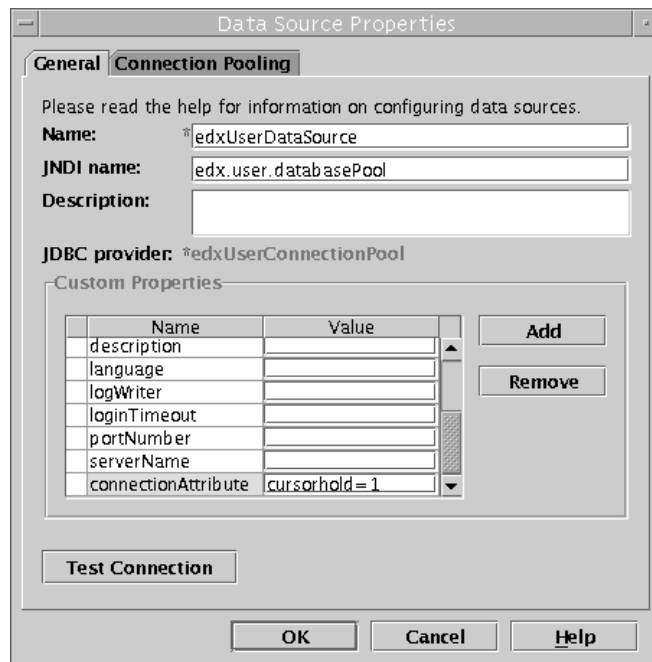 Data Source Properties
General Connection Pooling
Please read the help for information on configuring data sources.
Name: *edxUserDataSource
JNDI name: edx.user.databasePool
Description:
JDBC provider: *edxUserConnectionPool
Custom Properties
Name Value
description
language
logWriter
loginTimeout
portNumber
serverName
connectionAttribute cursorhold=1
Add
Remove
Test Connection
OK Cancel Help